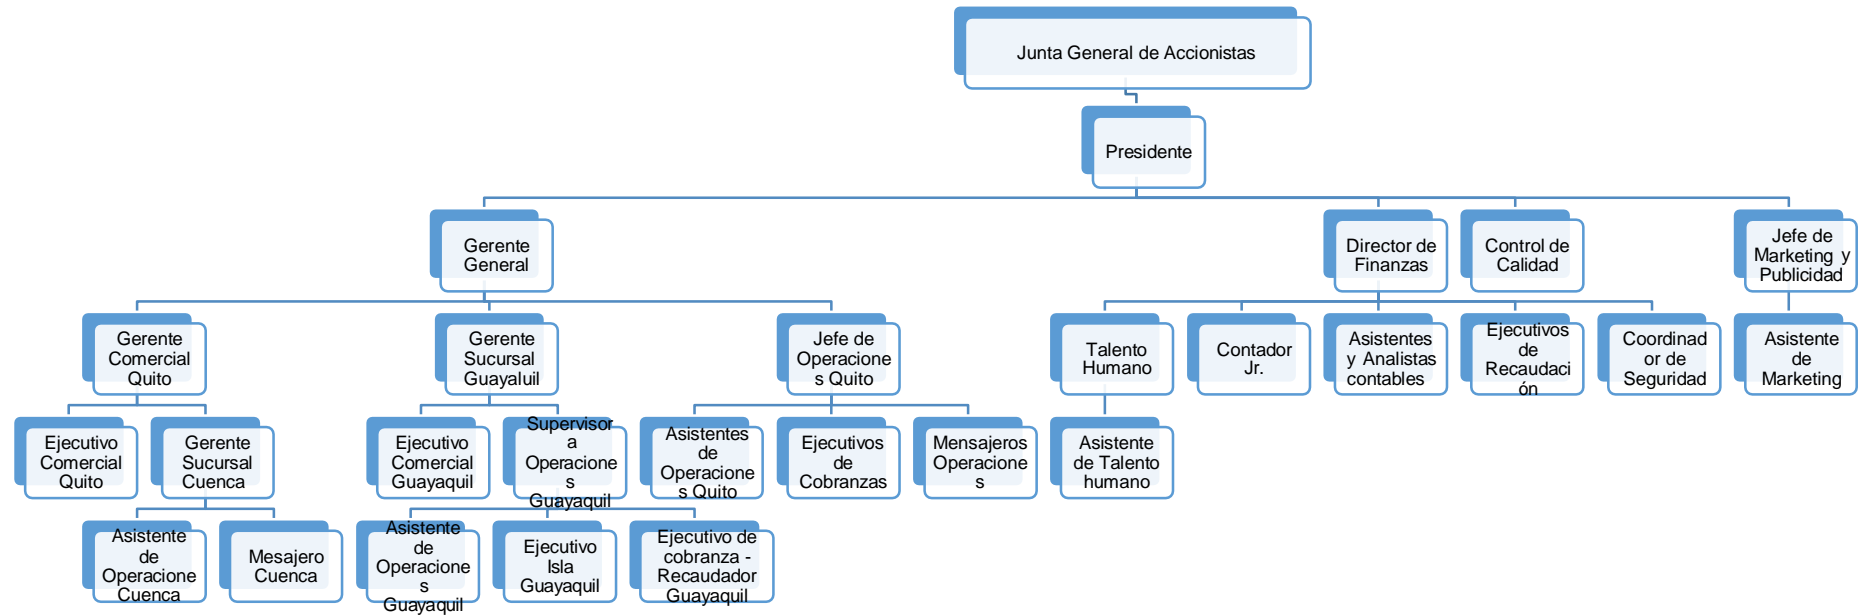 Junta General de Accionistas
Presidente
Gerente
General
Director de
Finanzas
Control de
Calidad
Jefe de
Marketing y
Publicidad
Gerente
Comercial
Quito
Gerente
Sucursal
Guayaluil
Jefe de
Operacione
s Quito
Talento
Humano
Contador
Jr.
Asistentes
y Analistas
contables
Ejecutivos
de
Recaudaci
ón
Coordinad
or de
Seguridad
Asistente
de
Marketing
Ejecutivo
Comercial
Quito
Gerente
Sucursal
Cuenca
Ejecutivo
Comercial
Guayaquil
Supervisor
a
Operacione
s
Guayaquil
Asistentes
de
Operacione
s Quito
Ejecutivos
de
Cobranzas
Mensajeros
Operacione
s
Asistente
de Talento
humano
Asistente
de
Operacione
Cuenca
Mesajero
Cuenca
Asistente
de
Operacione
s
Guayaquil
Ejecutivo
Isla
Guayaquil
Ejecutivo de
cobranza -
Recaudador
Guayaquil